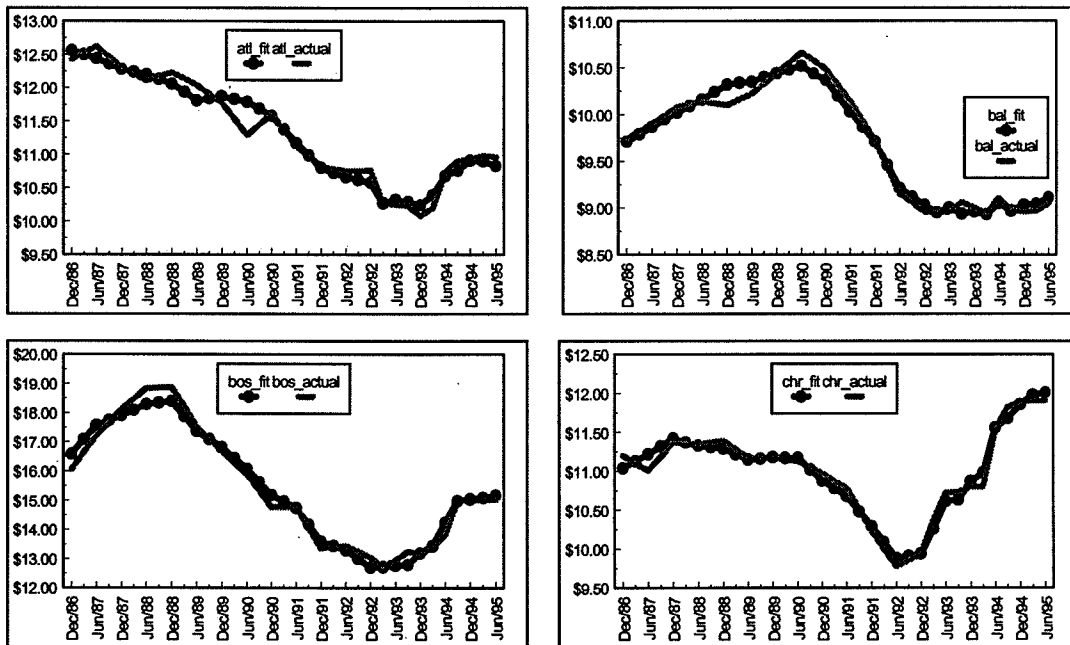 $13.00
$12.50
$12.00
$11.50
$11.00
$10.50
$10.00
$9.50
atl_fit atl_actual
Dec/86
Jun/87
Dec/87
Jun/88
Dec/88
Jun/89
Dec/89
Jun/90
Dec/90
Jun/91
Dec/91
Jun/92
Dec/92
Jun/93
Dec/93
Jun/94
Dec/94
Jun/95
$11.00
$10.50
$10.00
$9.50
$9.00
$8.50
bal_fit
bal_actual
Dec/86
Jun/87
Dec/87
Jun/88
Dec/88
Jun/89
Dec/89
Jun/90
Dec/90
Jun/91
Dec/91
Jun/92
Dec/92
Jun/93
Dec/93
Jun/94
Dec/94
Jun/95
$20.00
$19.00
$18.00
$17.00
$16.00
$15.00
$14.00
$13.00
$12.00
bos_fit bos_actual
Dec/86
Jun/87
Dec/87
Jun/88
Dec/88
Jun/89
Dec/89
Jun/90
Dec/90
Jun/91
Dec/91
Jun/92
Dec/92
Jun/93
Dec/93
Jun/94
Dec/94
Jun/95
$12.50
$12.00
$11.50
$11.00
$10.50
$10.00
$9.50
chr_fit chr_actual
Dec/86
Jun/87
Dec/87
Jun/88
Dec/88
Jun/89
Dec/89
Jun/90
Dec/90
Jun/91
Dec/91
Jun/92
Dec/92
Jun/93
Dec/93
Jun/94
Dec/94
Jun/95